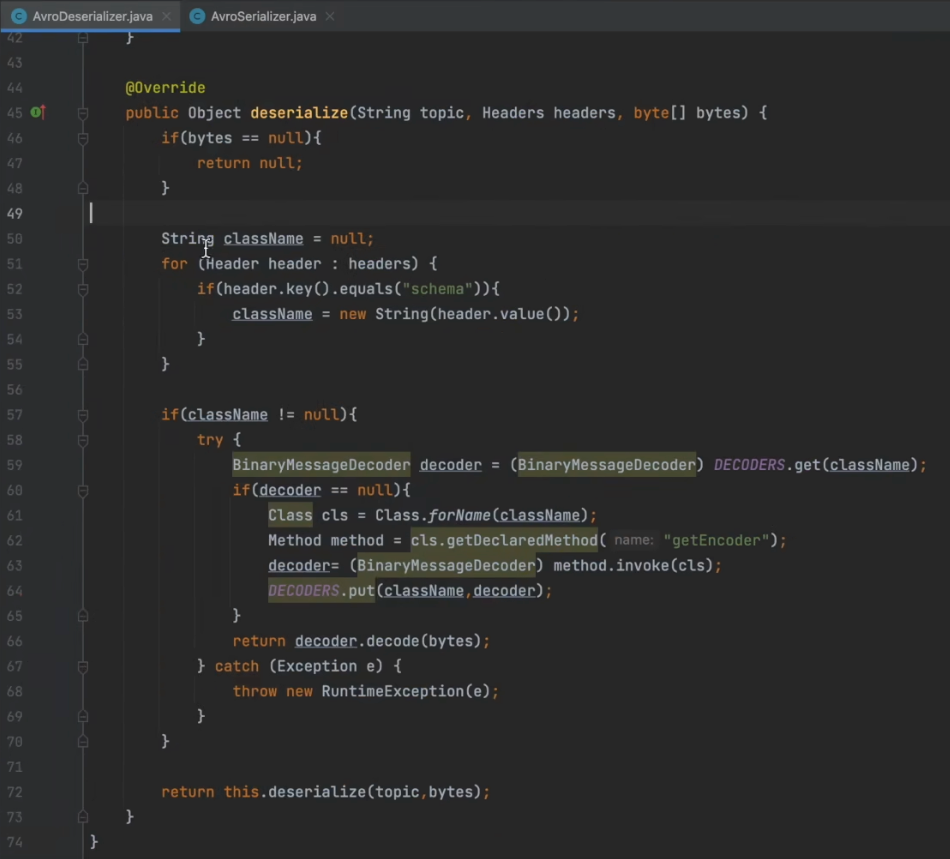 AvroDeserializer.java AvroSerializer.java
42 }
43
44 @Override
45 public Object deserialize(String topic, Headers headers, byte[] bytes) {
46 if(bytes == null){
47 return null;
48 }
49
50 String className = null;
51 for (Header header : headers) {
52 if(header.key().equals("schema")){
53 className = new String(header.value());
54 }
55 }
56
57 if(className != null){
58 try {
59 BinaryMessageDecoder decoder = (BinaryMessageDecoder) DECODERS.get(className);
60 if(decoder == null){
61 Class cls = Class.forName(className);
62 Method method = cls.getDeclaredMethod( name: "getEncoder");
63 decoder= (BinaryMessageDecoder) method.invoke(cls);
64 DECODERS.put(className,decoder);
65 }
66 return decoder.decode(bytes);
67 } catch (Exception e) {
68 throw new RuntimeException(e);
69 }
70 }
71
72 return this.deserialize(topic,bytes);
73 }
74 }